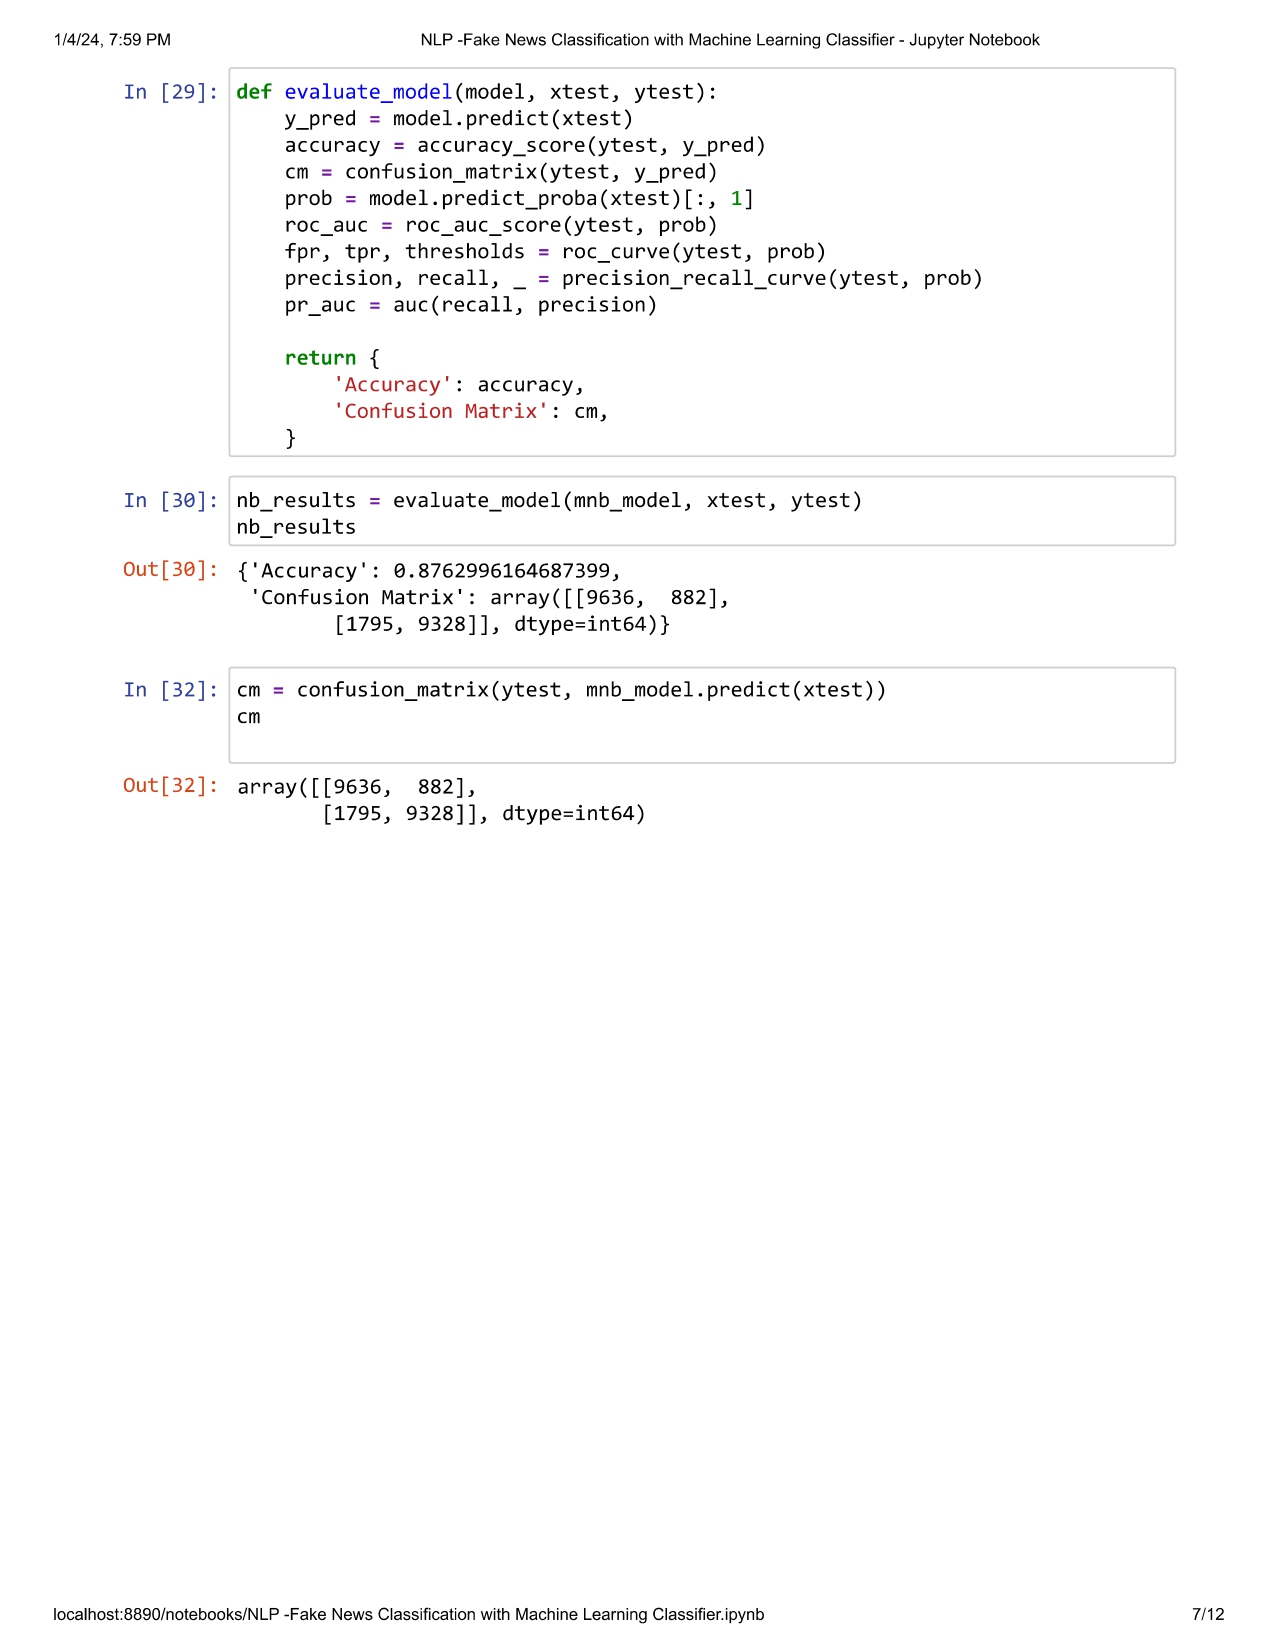 1/4/24, 7:59 PM NLP -Fake News Classification with Machine Learning Classifier - Jupyter Notebook
In [29]: def evaluate_model(model, xtest, ytest):
    y_pred = model.predict(xtest)
    accuracy = accuracy_score(ytest, y_pred)
    cm = confusion_matrix(ytest, y_pred)
    prob = model.predict_proba(xtest)[:, 1]
    roc_auc = roc_auc_score(ytest, prob)
    fpr, tpr, thresholds = roc_curve(ytest, prob)
    precision, recall, _ = precision_recall_curve(ytest, prob)
    pr_auc = auc(recall, precision)
    return {
        'Accuracy': accuracy,
        'Confusion Matrix': cm,
    }
In [30]: nb_results = evaluate_model(mnb_model, xtest, ytest)
nb_results
Out[30]: {'Accuracy': 0.8762996164687399,
 'Confusion Matrix': array([[9636,  882],
        [1795, 9328]], dtype=int64)}
In [32]: cm = confusion_matrix(ytest, mnb_model.predict(xtest))
cm
Out[32]: array([[9636,  882],
       [1795, 9328]], dtype=int64)
localhost:8890/notebooks/NLP -Fake News Classification with Machine Learning Classifier.ipynb 7/12